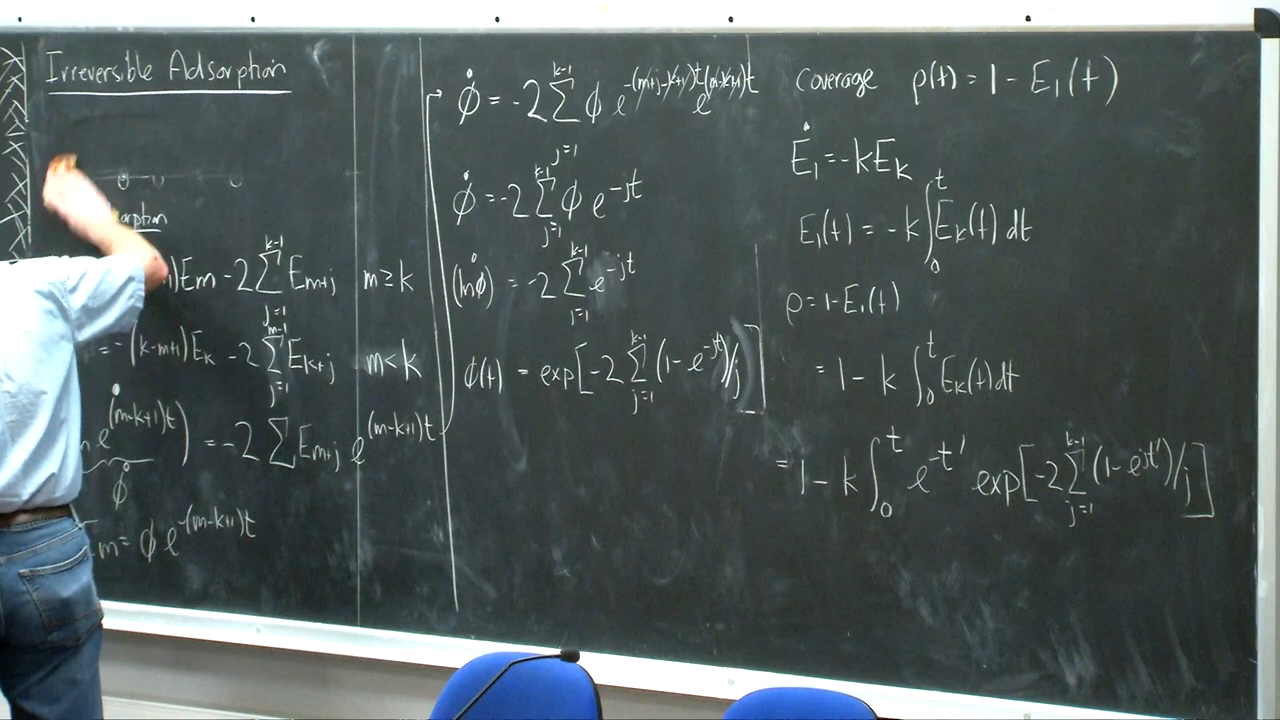 Irreversible Adsorption
)Em - 2 ∑_{j=1}^{k-1} E_{m+j} m ≥ k
= -(k-m+1)E_k - 2 ∑_{j=1}^{m-1} E_{k+j} m < k
e^{(m-k+1)t}) = -2 ∑ E_{m+j} e^{(m-k+1)t}
ϕ
m = ϕ e^{-(m-k+1)t}
ϕ̇ = -2 ∑_{j=1}^{k-1} ϕ e^{-(m+j-k+1)t} e^{(m-k+1)t}
ϕ̇ = -2 ∑_{j=1}^{k-1} ϕ e^{-jt}
(ln ϕ)˙ = -2 ∑_{j=1}^{k-1} e^{-jt}
ϕ(t) = exp[-2 ∑_{j=1}^{k-1} (1 - e^{-jt})/j]
coverage ρ(t) = 1 - E_1(t)
Ė_1 = -kE_k
E_1(t) = -k ∫_0^t E_k(t) dt
ρ = 1 - E_1(t)
= 1 - k ∫_0^t E_k(t) dt
= 1 - k ∫_0^t e^{-t'} exp[-2 ∑_{j=1}^{k-1} (1 - e^{jt'})/j]